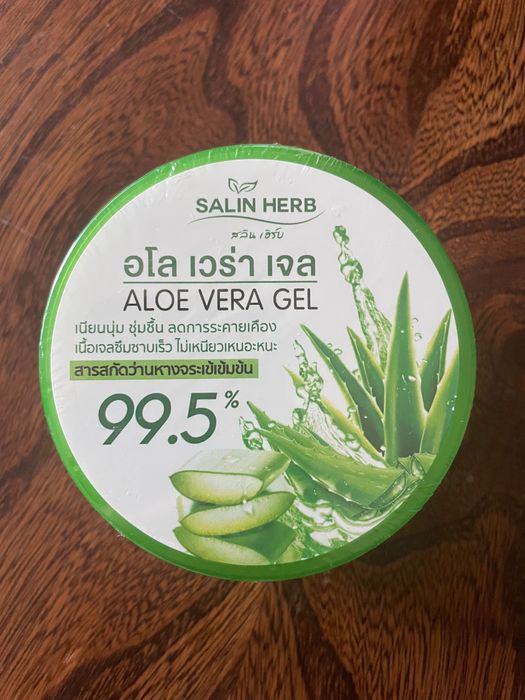 SALIN HERB
สลิน เฮิร์บ
อโล เวร่า เจล
ALOE VERA GEL
เนียนนุ่ม ชุ่มชื้น ลดการระคายเคือง
เนื้อเจลซึมซาบเร็ว ไม่เหนียวเหนอะหนะ
สารสกัดว่านหางจระเข้เข้มข้น
99.5%